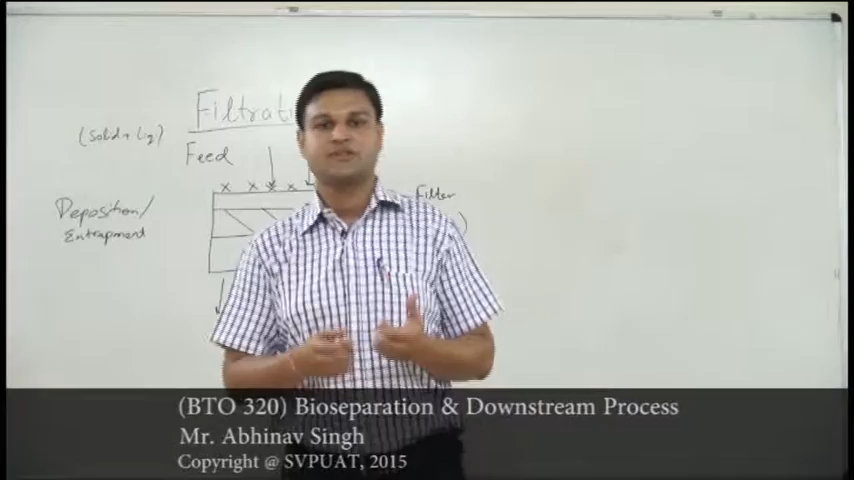 Filtrati
(Solid + Liq)
Feed
Filter
Deposition/
Entrapment
(BTO 320) Bioseparation & Downstream Process
Mr. Abhinav Singh
Copyright @ SVPUAT, 2015